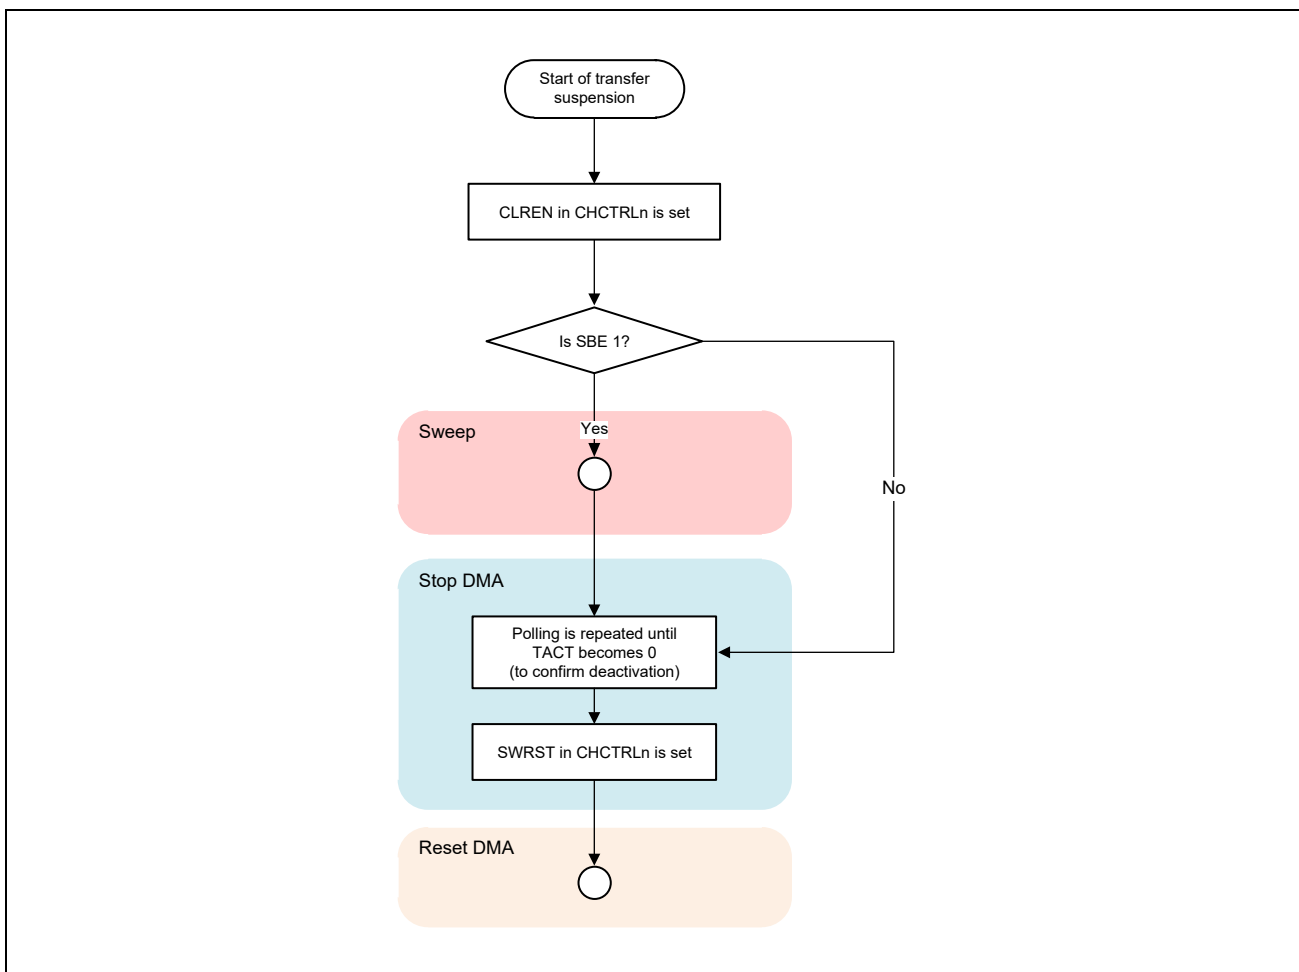 Start of transfer
suspension
CLREN in CHCTRLn is set
Is SBE 1?
Sweep
Yes
No
Stop DMA
Polling is repeated until
TACT becomes 0
(to confirm deactivation)
SWRST in CHCTRLn is set
Reset DMA